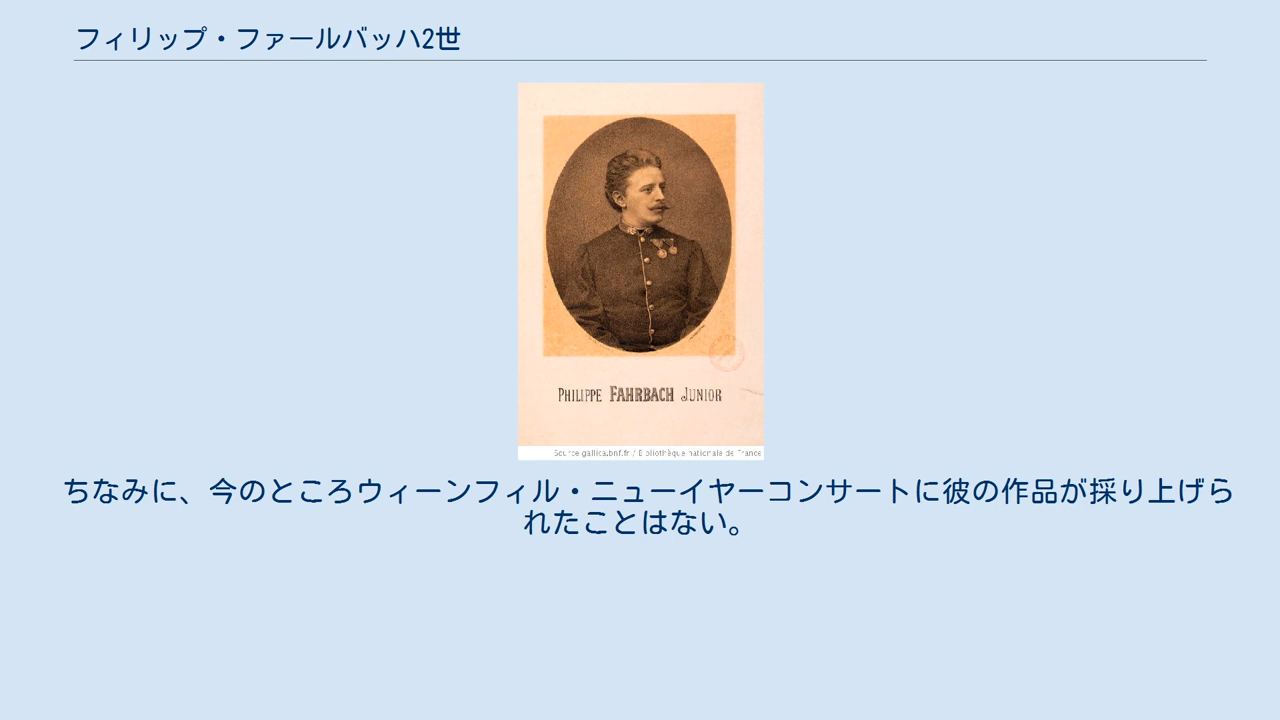 フィリップ・ファールバッハ2世
PHILIPPE FAHRBACH JUNIOR
Source gallica.bnf.fr / Bibliothèque nationale de France
ちなみに、今のところウィーンフィル・ニューイヤーコンサートに彼の作品が採り上げら
れたことはない。